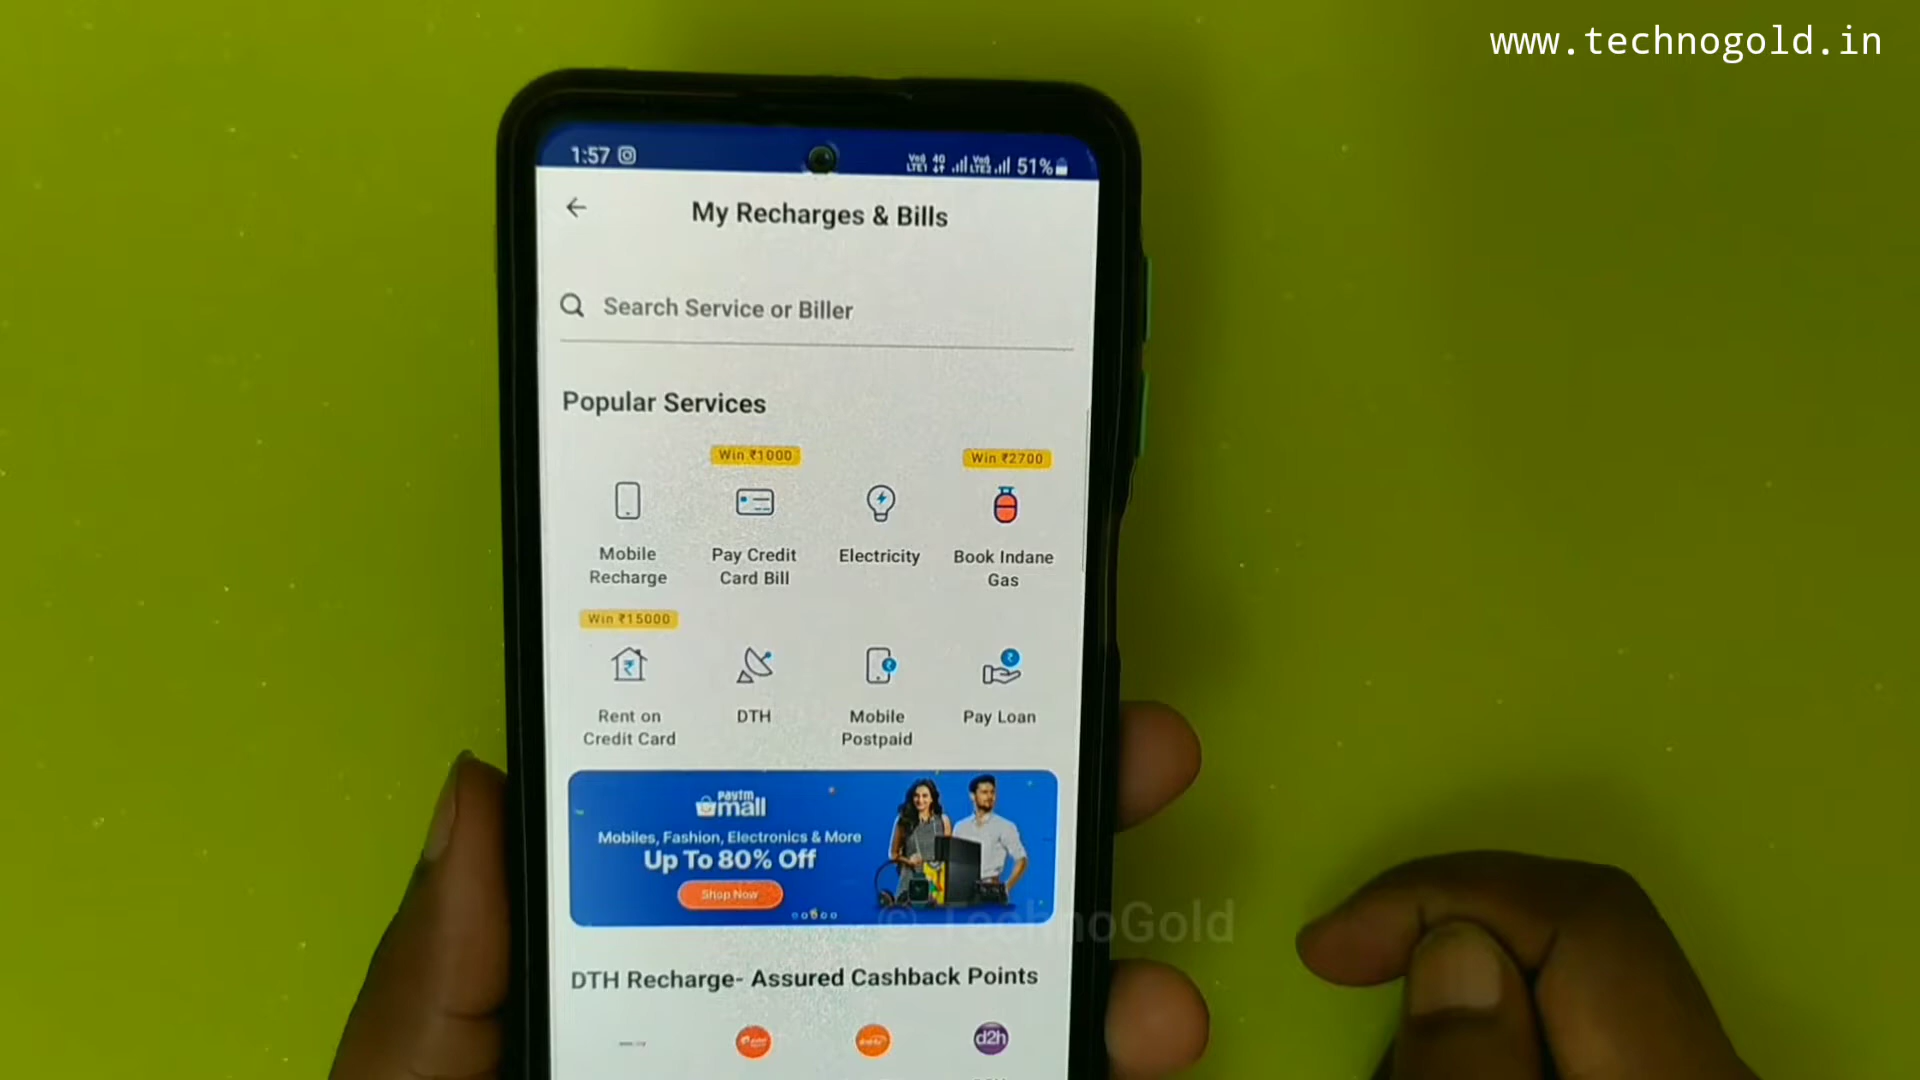 www.technogold.in
1:57
51%
My Recharges & Bills
Search Service or Biller
Popular Services
Win ₹1000
Win ₹2700
Mobile
Recharge
Pay Credit
Card Bill
Electricity
Book Indane
Gas
Win ₹15000
Rent on
Credit Card
DTH
Mobile
Postpaid
Pay Loan
paytm
mall
Mobiles, Fashion, Electronics & More
Up To 80% Off
Shop Now
© TechnoGold
DTH Recharge- Assured Cashback Points
d2h